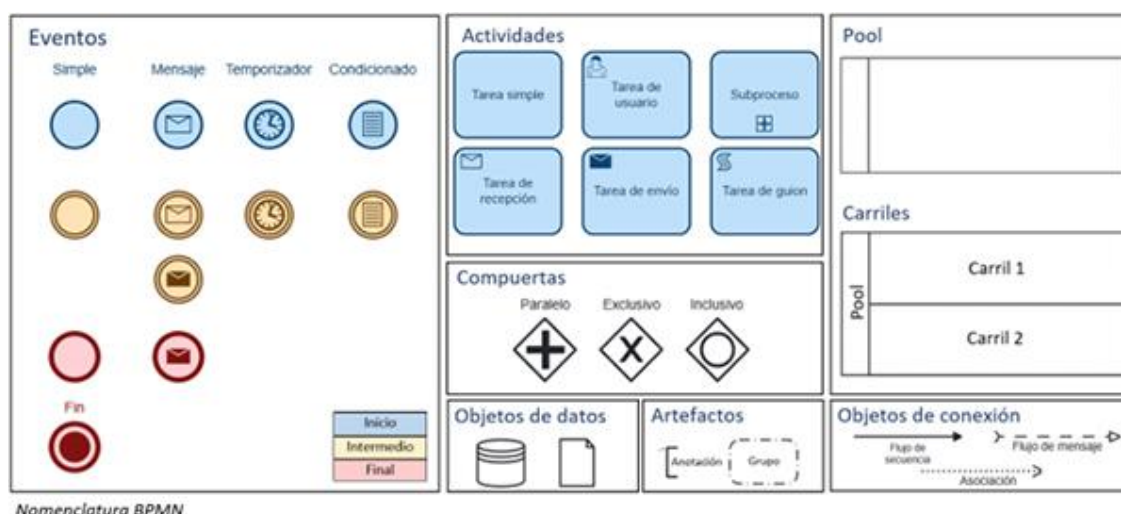 Eventos
Simple
Mensaje
Temporizador
Condicionado
Fin
Inicio
Intermedio
Final
Actividades
Tarea simple
Tarea de
usuario
Subproceso
Tarea de
recepción
Tarea de envío
Tarea de guion
Compuertas
Paralelo
Exclusivo
Inclusivo
X
Objetos de datos
Artefactos
Anotación
Grupo
Pool
Carriles
Pool
Carril 1
Carril 2
Objetos de conexión
Flujo de
secuencia
Flujo de mensaje
Asociación
Nomenclatura BPMN